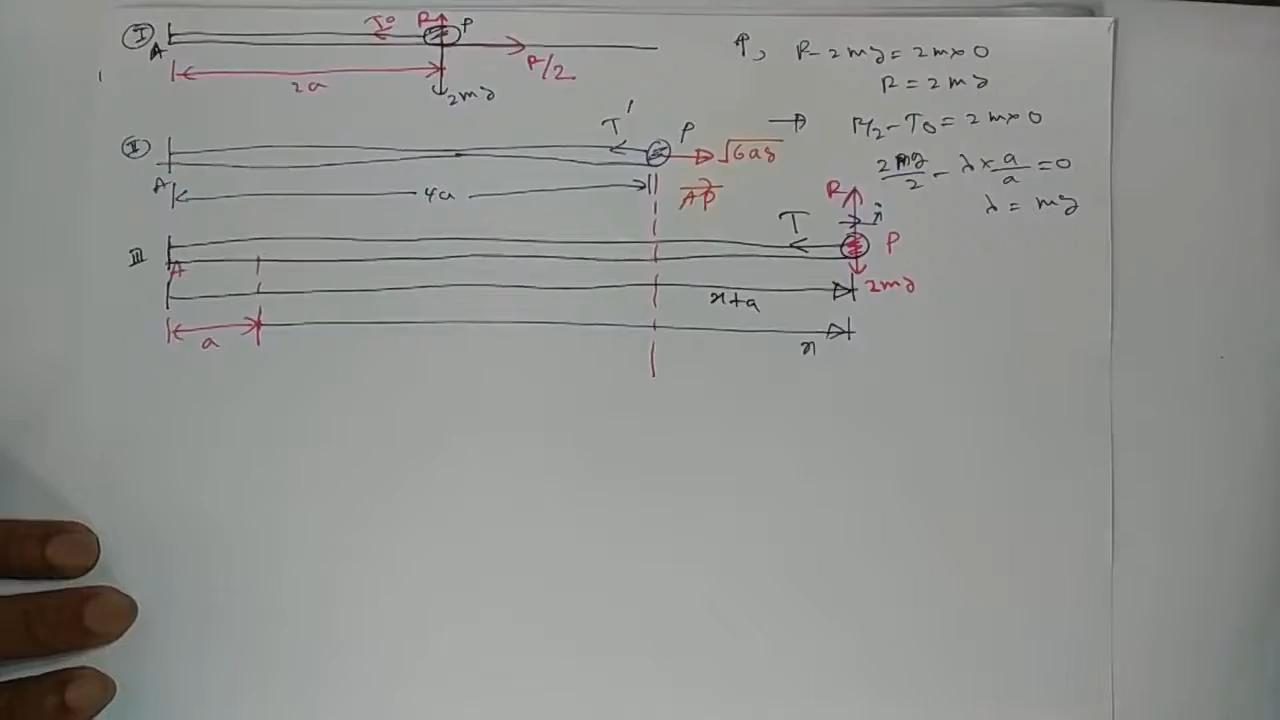 I A T₀ R P R/2
2a 2mg
↑, R - 2mg = 2m×0
R = 2mg
II A T' P √6ag
4a AP
→ R/2 - T₀ = 2m×0
2mg/2 - λ × a/a = 0
λ = mg
III A T R ẍ P
2mg
x+a
a x